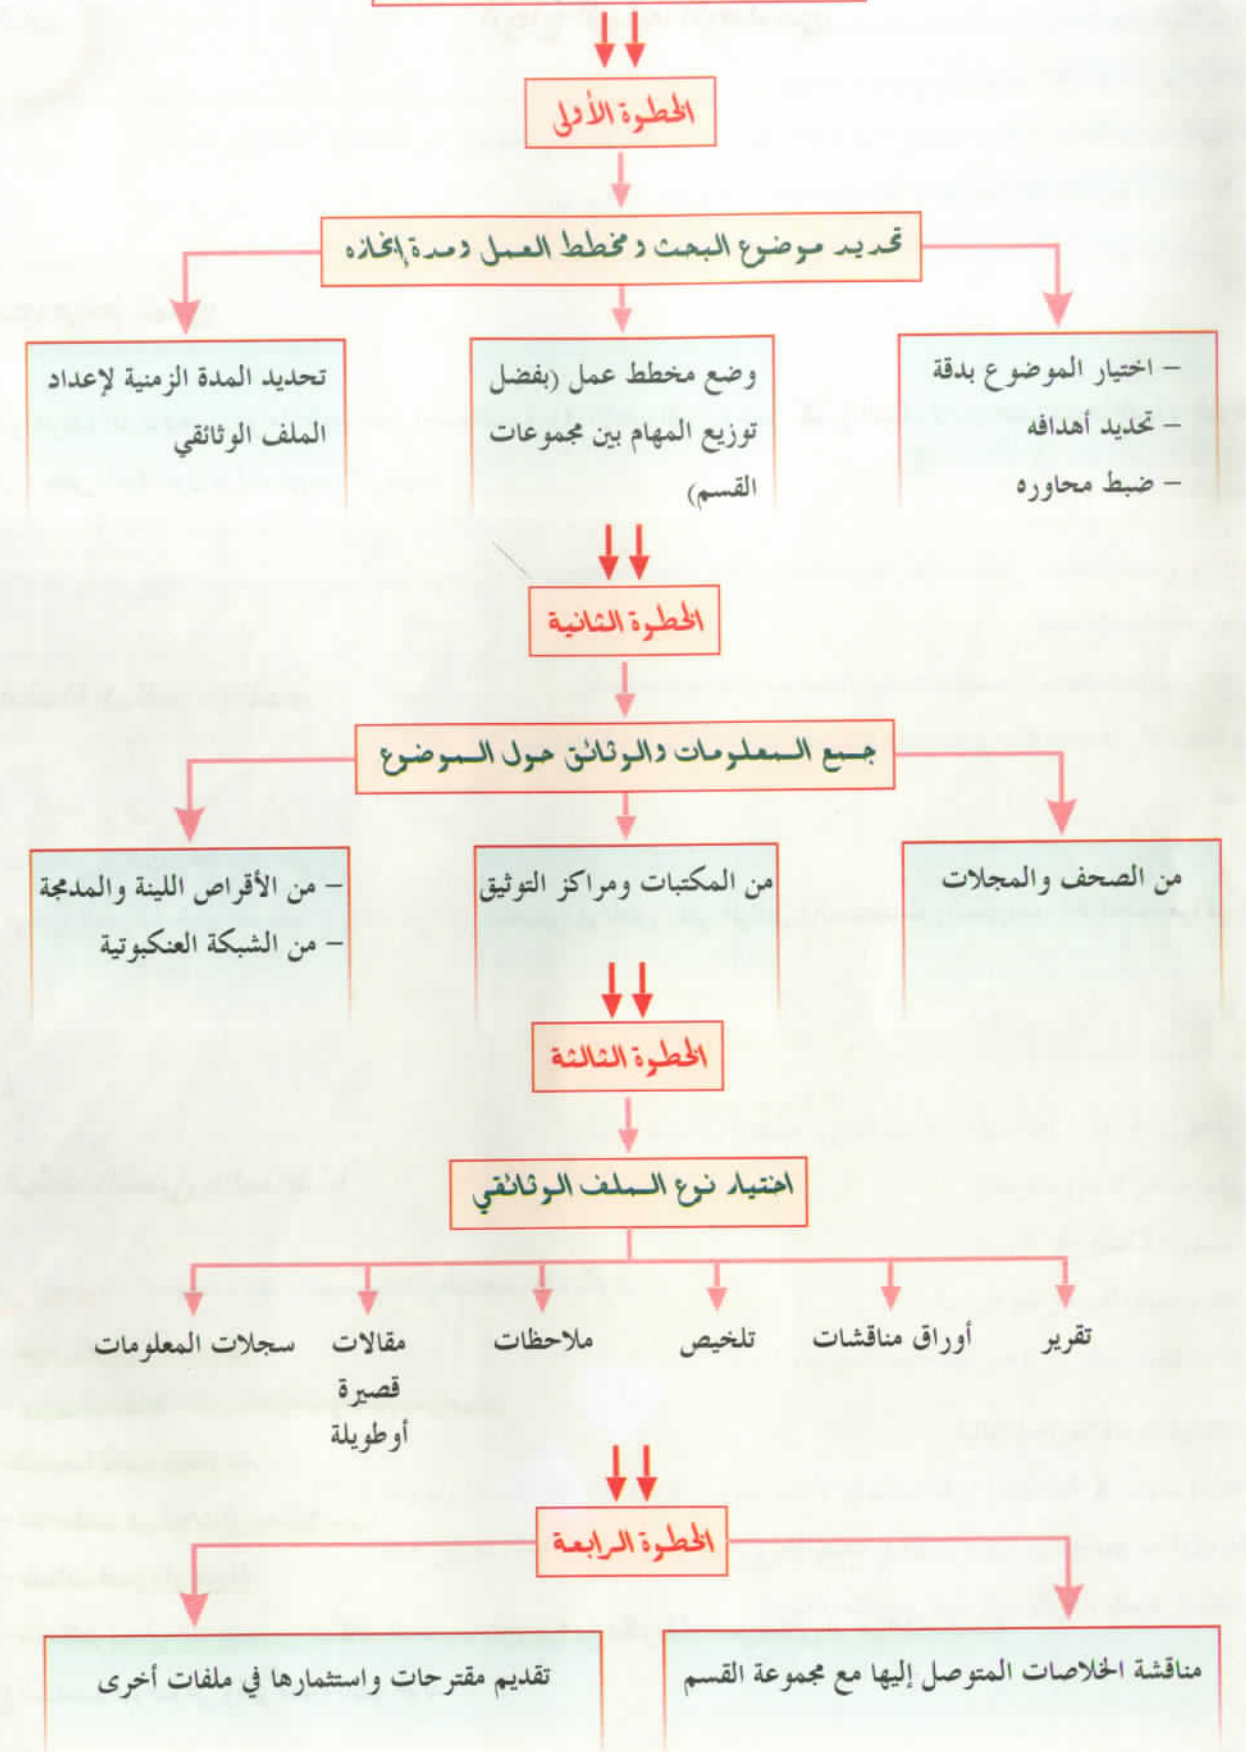 الخطوة الأولى
تحديد موضوع البحث ومخطط العمل ومدة إنجازه
– اختيار الموضوع بدقة
– تحديد أهدافه
– ضبط محاوره
وضع مخطط عمل (بفضل
توزيع المهام بين مجموعات
القسم)
تحديد المدة الزمنية لإعداد
الملف الوثائقي
الخطوة الثانية
جمع المعلومات والوثائق حول الموضوع
من الصحف والمجلات
من المكتبات ومراكز التوثيق
– من الأقراص اللينة والمدمجة
– من الشبكة العنكبوتية
الخطوة الثالثة
اختيار نوع الملف الوثائقي
تقرير
أوراق مناقشات
تلخيص
ملاحظات
مقالات
قصيرة
أوطويلة
سجلات المعلومات
الخطوة الرابعة
مناقشة الخلاصات المتوصل إليها مع مجموعة القسم
تقديم مقترحات واستثمارها في ملفات أخرى